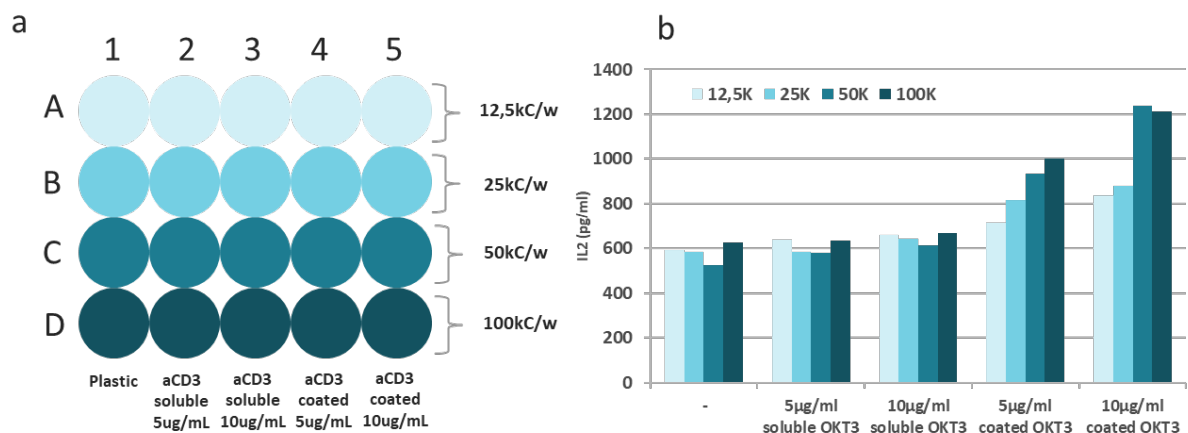 a
1 2 3 4 5
A
12,5kC/w
B
25kC/w
C
50kC/w
D
100kC/w
Plastic
aCD3
soluble
5ug/mL
aCD3
soluble
10ug/mL
aCD3
coated
5ug/mL
aCD3
coated
10ug/mL
b
1400
1200
1000
800
600
400
200
0
IL2 (pg/ml)
12,5K 25K 50K 100K
-
5µg/ml
soluble OKT3
10µg/ml
soluble OKT3
5µg/ml
coated OKT3
10µg/ml
coated OKT3